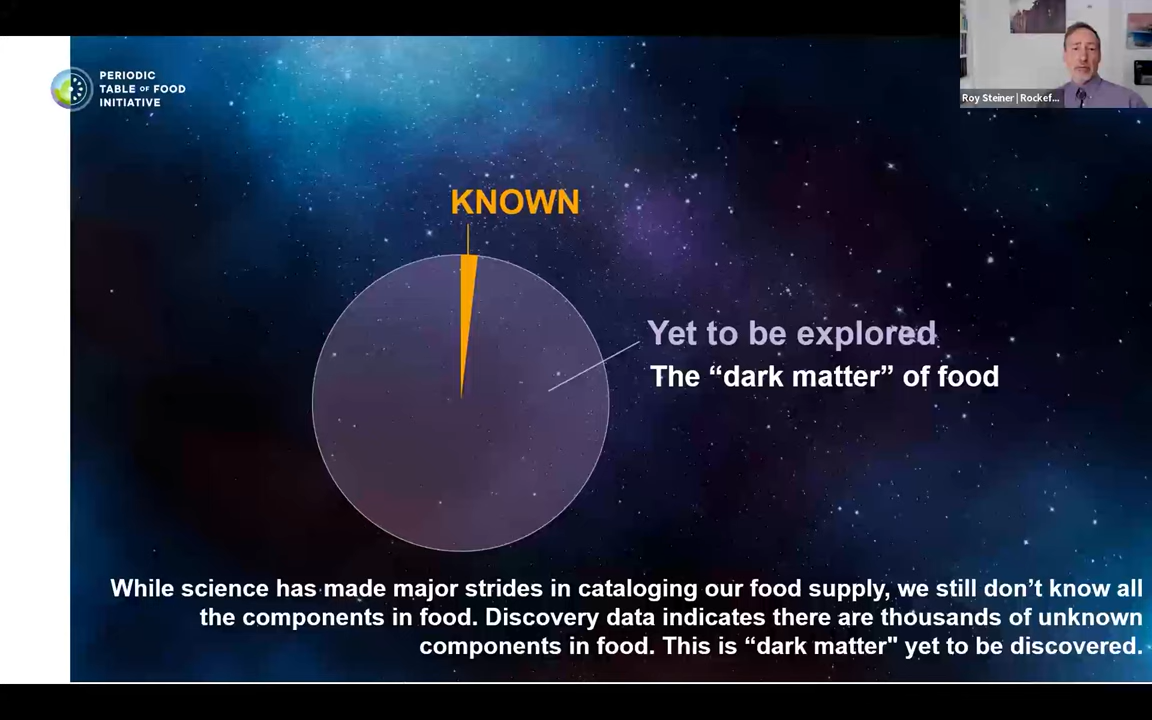 PERIODIC
TABLE OF FOOD
INITIATIVE
Roy Steiner | Rockef...
KNOWN
Yet to be explored
The “dark matter” of food
While science has made major strides in cataloging our food supply, we still don’t know all
the components in food. Discovery data indicates there are thousands of unknown
components in food. This is “dark matter" yet to be discovered.